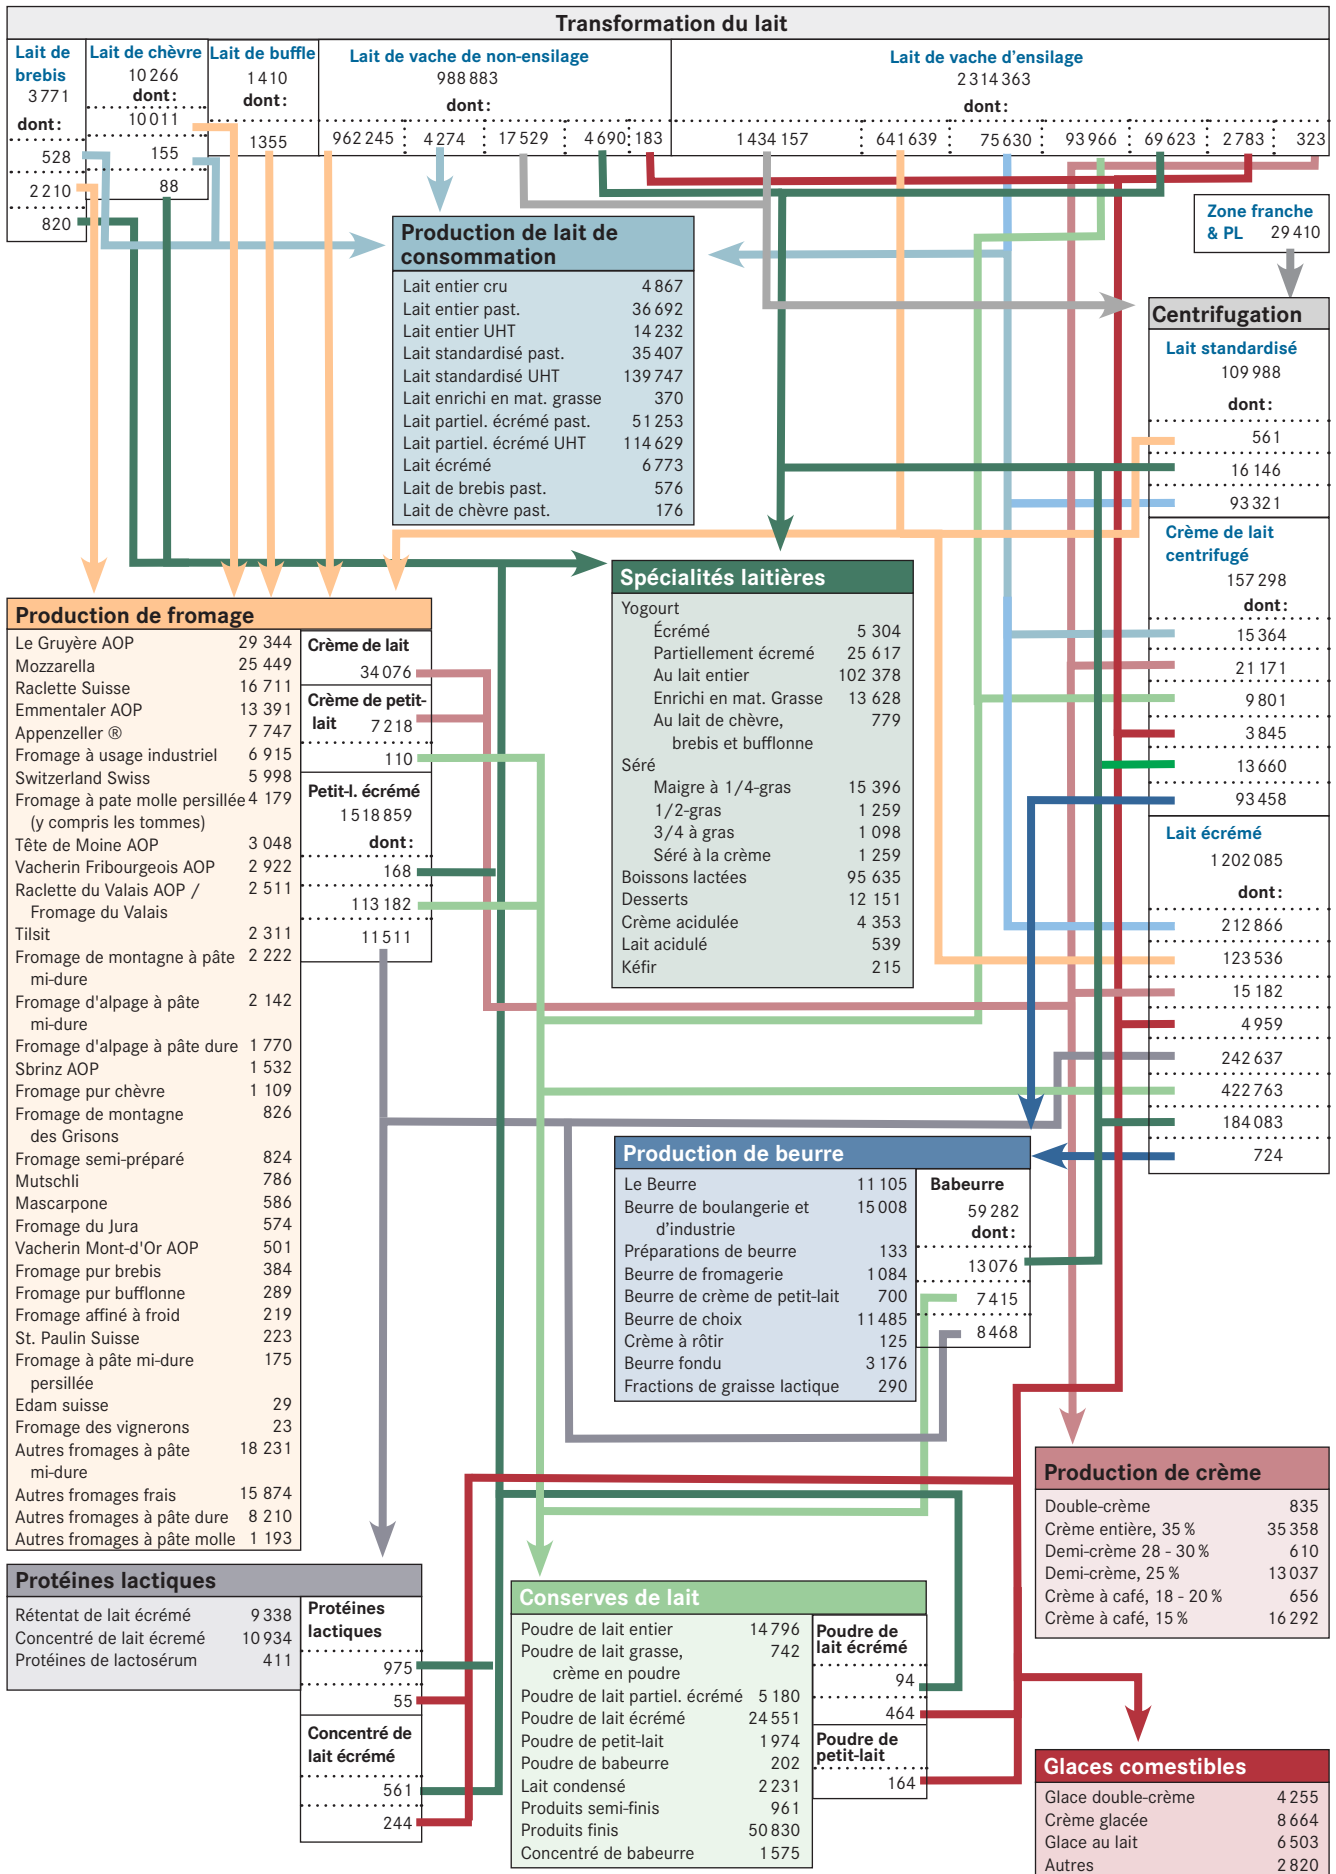 Transformation du lait
Lait de
brebis
3 771
dont :
528
2 210
820
Lait de chèvre
10 266
dont :
10 011
155
88
Lait de buffle
1 410
dont :
1355
Lait de vache de non-ensilage
988 883
dont :
962 245 4 274 17 529 4 690 183
Lait de vache d'ensilage
2 314 363
dont :
1 434 157 641 639 75 630 93 966 69 623 2 783 323
Zone franche
& PL 29 410
Production de lait de
consommation
Lait entier cru 4 867
Lait entier past. 36 692
Lait entier UHT 14 232
Lait standardisé past. 35 407
Lait standardisé UHT 139 747
Lait enrichi en mat. grasse 370
Lait partiel. écrémé past. 51 253
Lait partiel. écrémé UHT 114 629
Lait écrémé 6 773
Lait de brebis past. 576
Lait de chèvre past. 176
Centrifugation
Lait standardisé
109 988
dont :
561
16 146
93 321
Crème de lait
centrifugé
157 298
dont :
15 364
21 171
9 801
3 845
13 660
93 458
Lait écrémé
1 202 085
dont :
212 866
123 536
15 182
4 959
242 637
422 763
184 083
724
Spécialités laitières
Yogourt
Écrémé 5 304
Partiellement écremé 25 617
Au lait entier 102 378
Enrichi en mat. Grasse 13 628
Au lait de chèvre, 779
brebis et bufflonne
Séré
Maigre à 1/4-gras 15 396
1/2-gras 1 259
3/4 à gras 1 098
Séré à la crème 1 259
Boissons lactées 95 635
Desserts 12 151
Crème acidulée 4 353
Lait acidulé 539
Kéfir 215
Production de fromage
Le Gruyère AOP 29 344
Mozzarella 25 449
Raclette Suisse 16 711
Emmentaler AOP 13 391
Appenzeller ® 7 747
Fromage à usage industriel 6 915
Switzerland Swiss 5 998
Fromage à pate molle persillée 4 179
(y compris les tommes)
Tête de Moine AOP 3 048
Vacherin Fribourgeois AOP 2 922
Raclette du Valais AOP / 2 511
Fromage du Valais
Tilsit 2 311
Fromage de montagne à pâte 2 222
mi-dure
Fromage d'alpage à pâte 2 142
mi-dure
Fromage d'alpage à pâte dure 1 770
Sbrinz AOP 1 532
Fromage pur chèvre 1 109
Fromage de montagne 826
des Grisons
Fromage semi-préparé 824
Mutschli 786
Mascarpone 586
Fromage du Jura 574
Vacherin Mont-d'Or AOP 501
Fromage pur brebis 384
Fromage pur bufflonne 289
Fromage affiné à froid 219
St. Paulin Suisse 223
Fromage à pâte mi-dure 175
persillée
Edam suisse 29
Fromage des vignerons 23
Autres fromages à pâte 18 231
mi-dure
Autres fromages frais 15 874
Autres fromages à pâte dure 8 210
Autres fromages à pâte molle 1 193
Crème de lait
34 076
Crème de petit-
lait 7 218
110
Petit-l. écrémé
1 518 859
dont :
168
113 182
11 511
Production de beurre
Le Beurre 11 105
Beurre de boulangerie et 15 008
d'industrie
Préparations de beurre 133
Beurre de fromagerie 1 084
Beurre de crème de petit-lait 700
Beurre de choix 11 485
Crème à rôtir 125
Beurre fondu 3 176
Fractions de graisse lactique 290
Babeurre
59 282
dont :
13 076
7 415
8 468
Production de crème
Double-crème 835
Crème entière, 35 % 35 358
Demi-crème 28 - 30 % 610
Demi-crème, 25 % 13 037
Crème à café, 18 - 20 % 656
Crème à café, 15 % 16 292
Protéines lactiques
Rétentat de lait écrémé 9 338
Concentré de lait écremé 10 934
Protéines de lactosérum 411
Protéines
lactiques
975
55
Concentré de
lait écrémé
561
244
Conserves de lait
Poudre de lait entier 14 796
Poudre de lait grasse, 742
crème en poudre
Poudre de lait partiel. écrémé 5 180
Poudre de lait écrémé 24 551
Poudre de petit-lait 1 974
Poudre de babeurre 202
Lait condensé 2 231
Produits semi-finis 961
Produits finis 50 830
Concentré de babeurre 1 575
Poudre de
lait écrémé
94
464
Poudre de
petit-lait
164
Glaces comestibles
Glace double-crème 4 255
Crème glacée 8 664
Glace au lait 6 503
Autres 2 820